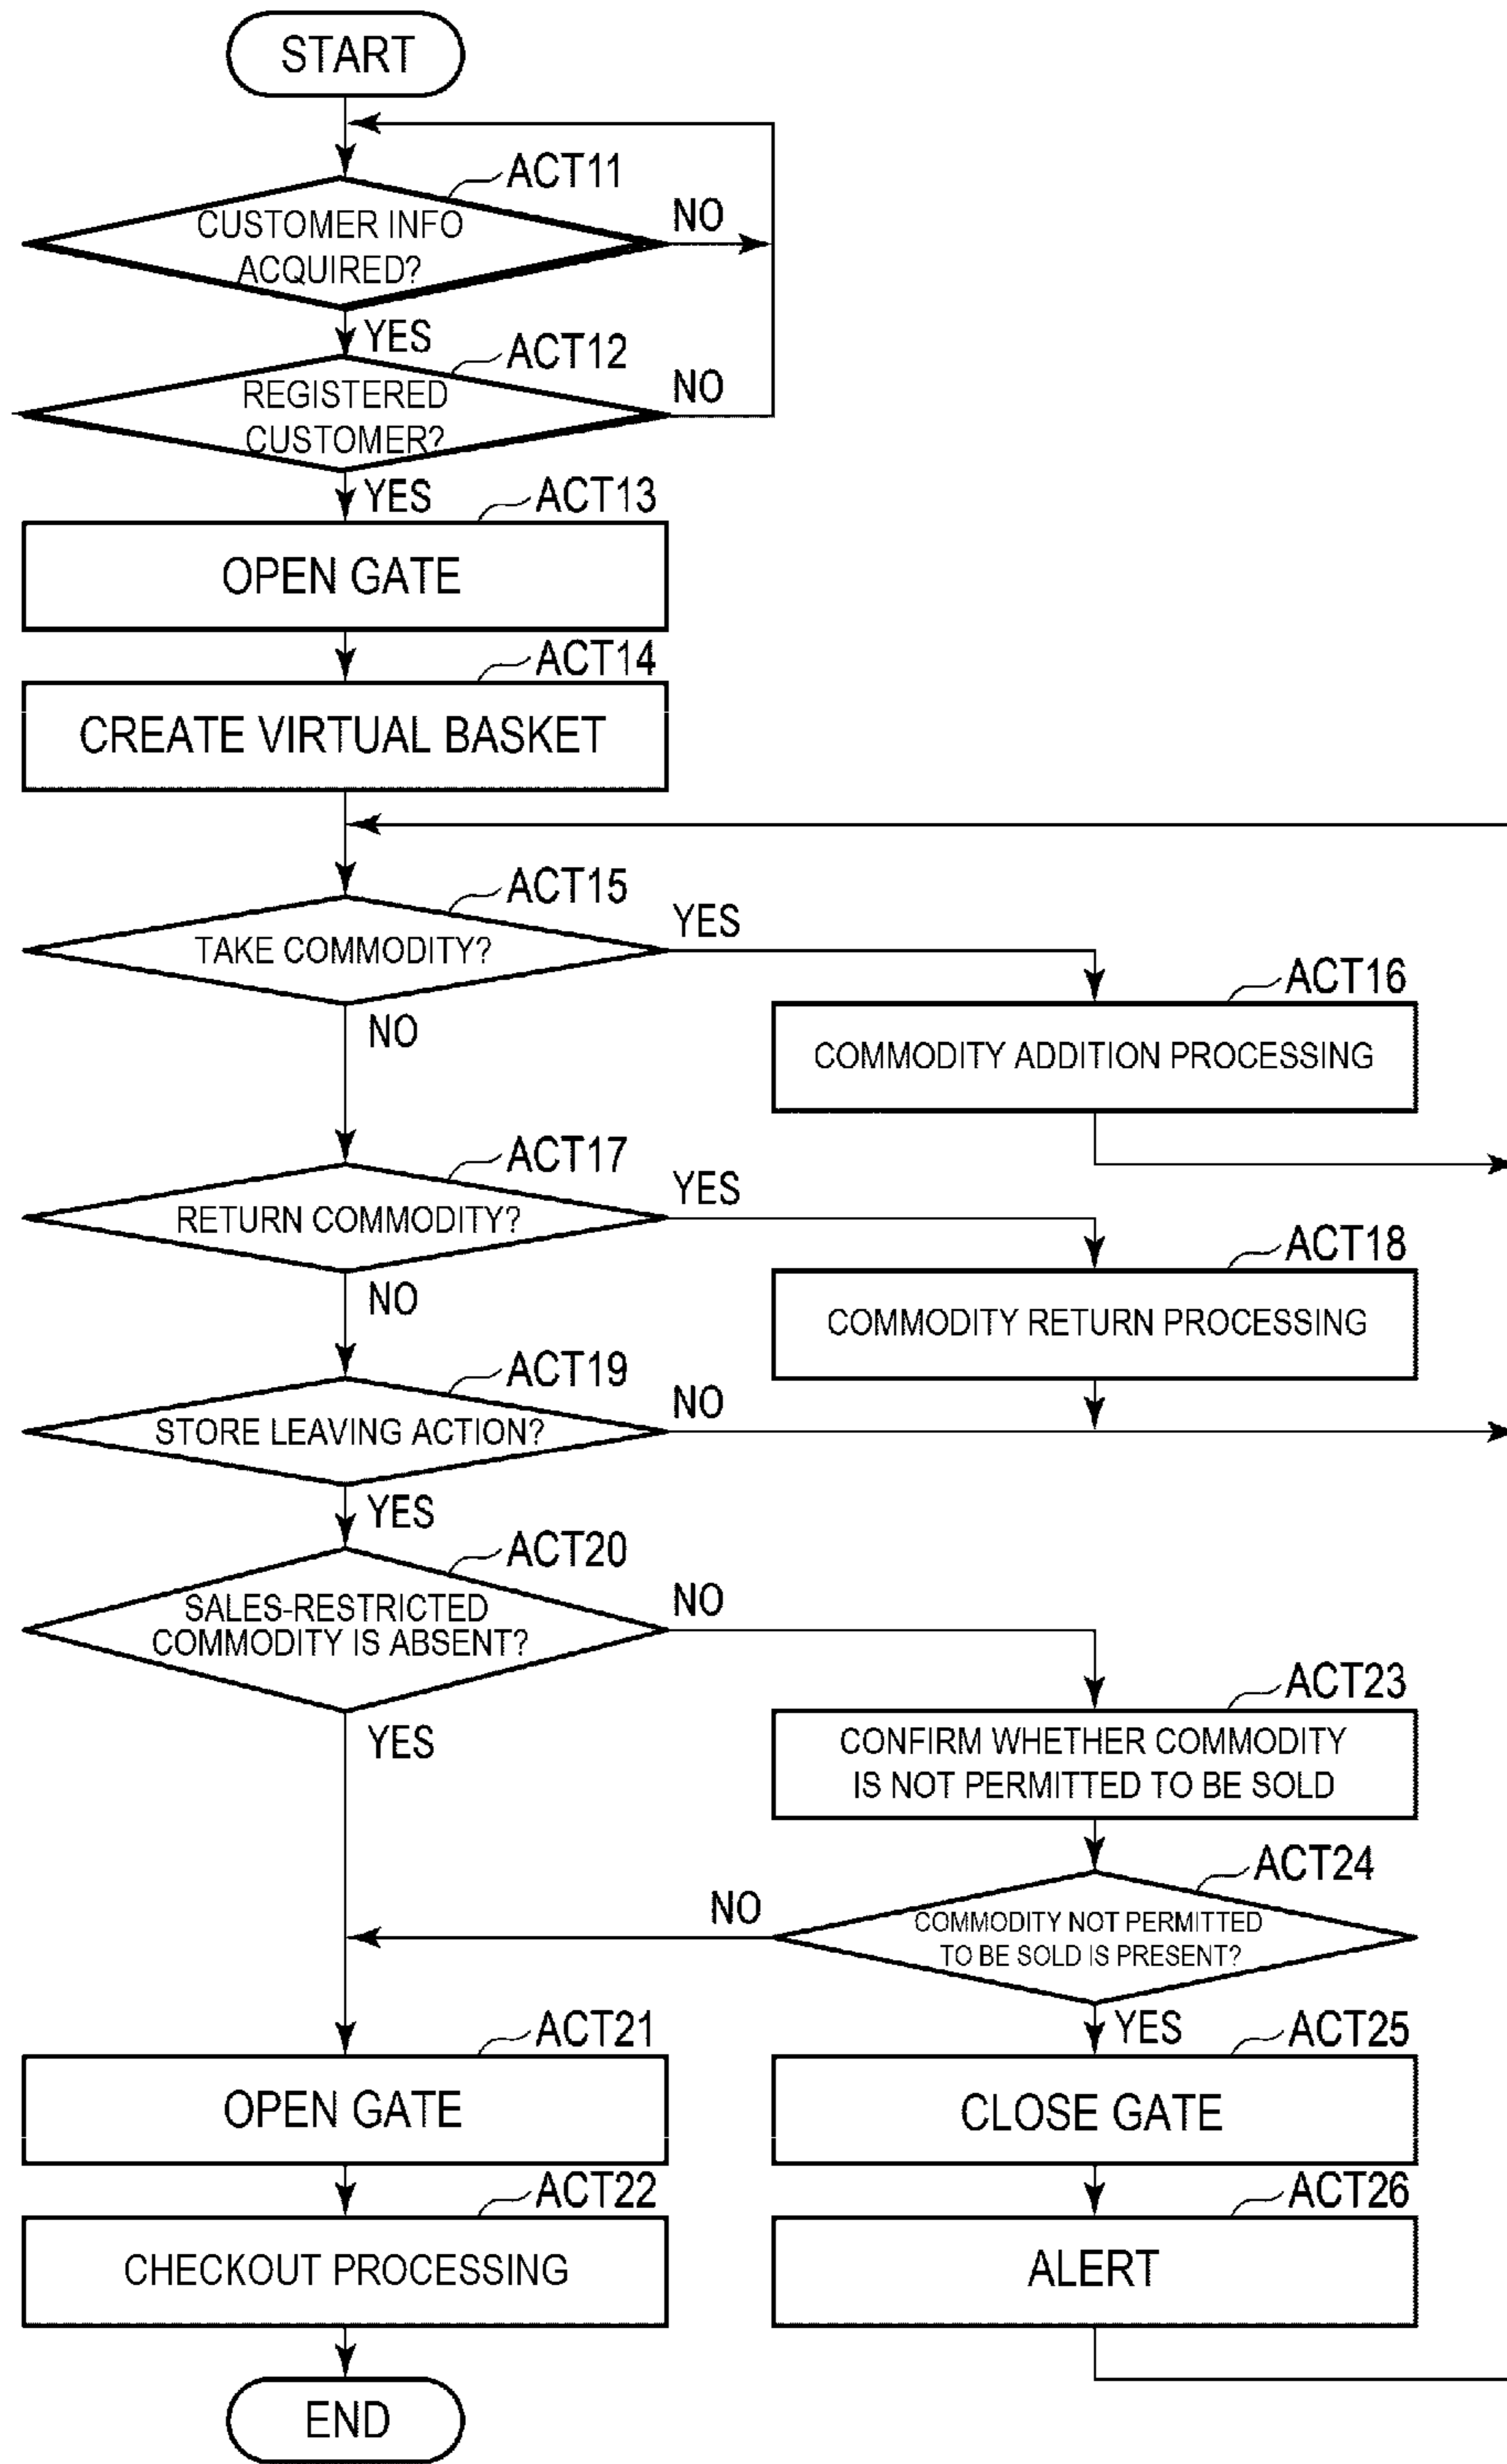 START
ACT11
CUSTOMER INFO
ACQUIRED?
NO
YES
ACT12
REGISTERED
CUSTOMER?
NO
YES
ACT13
OPEN GATE
ACT14
CREATE VIRTUAL BASKET
ACT15
TAKE COMMODITY?
YES
NO
ACT16
COMMODITY ADDITION PROCESSING
ACT17
RETURN COMMODITY?
YES
NO
ACT18
COMMODITY RETURN PROCESSING
ACT19
STORE LEAVING ACTION?
NO
YES
ACT20
SALES-RESTRICTED
COMMODITY IS ABSENT?
NO
YES
ACT23
CONFIRM WHETHER COMMODITY
IS NOT PERMITTED TO BE SOLD
ACT24
COMMODITY NOT PERMITTED
TO BE SOLD IS PRESENT?
NO
YES
ACT21
OPEN GATE
ACT25
CLOSE GATE
ACT22
CHECKOUT PROCESSING
ACT26
ALERT
END